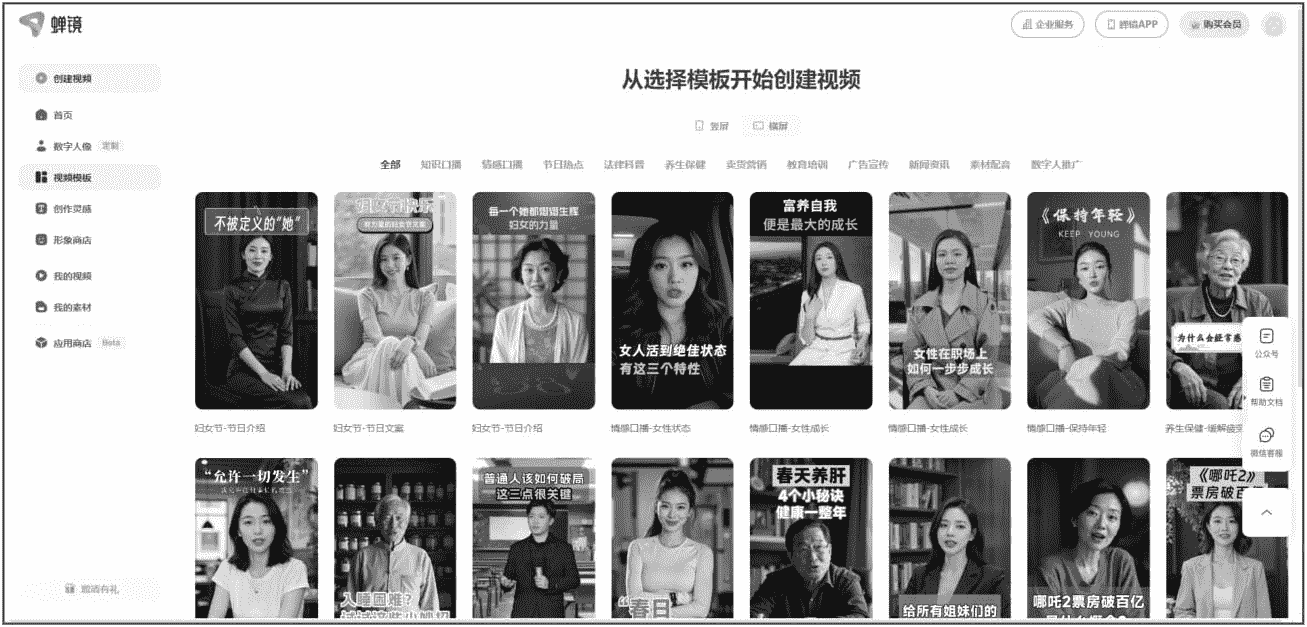 蝉镜
企业服务
蝉镜APP
购买会员
创建视频
首页
数字人像 定制
视频模板
创作灵感
形象商店
我的视频
我的素材
应用商店 Beta
邀请有礼
从选择模板开始创建视频
竖屏 横屏
全部 知识口播 情感口播 节日热点 法律科普 养生保健 卖货营销 教育培训 广告宣传 新闻资讯 素材配音 数字人推广
不被定义的“她”
妇女节快乐
每一个她都熠熠生辉
妇女的力量
女人活到绝佳状态
有这三个特性
富养自我
便是最大的成长
女性在职场上
如何一步步成长
《保持年轻》
KEEP YOUNG
为什么会经常感
妇女节-节日介绍
妇女节-节日文案
妇女节-节日介绍
情感口播-女性状态
情感口播-女性成长
情感口播-女性成长
情感口播-保持年轻
养生保健-缓解疲劳
公众号
帮助文档
微信客服
“允许一切发生”
入睡困难?
普通人该如何破局
这三点很关键
“春日
春天养肝
4个小秘诀
健康一整年
给所有姐妹们的
哪吒2票房破百亿
《哪吒2》
票房破百亿